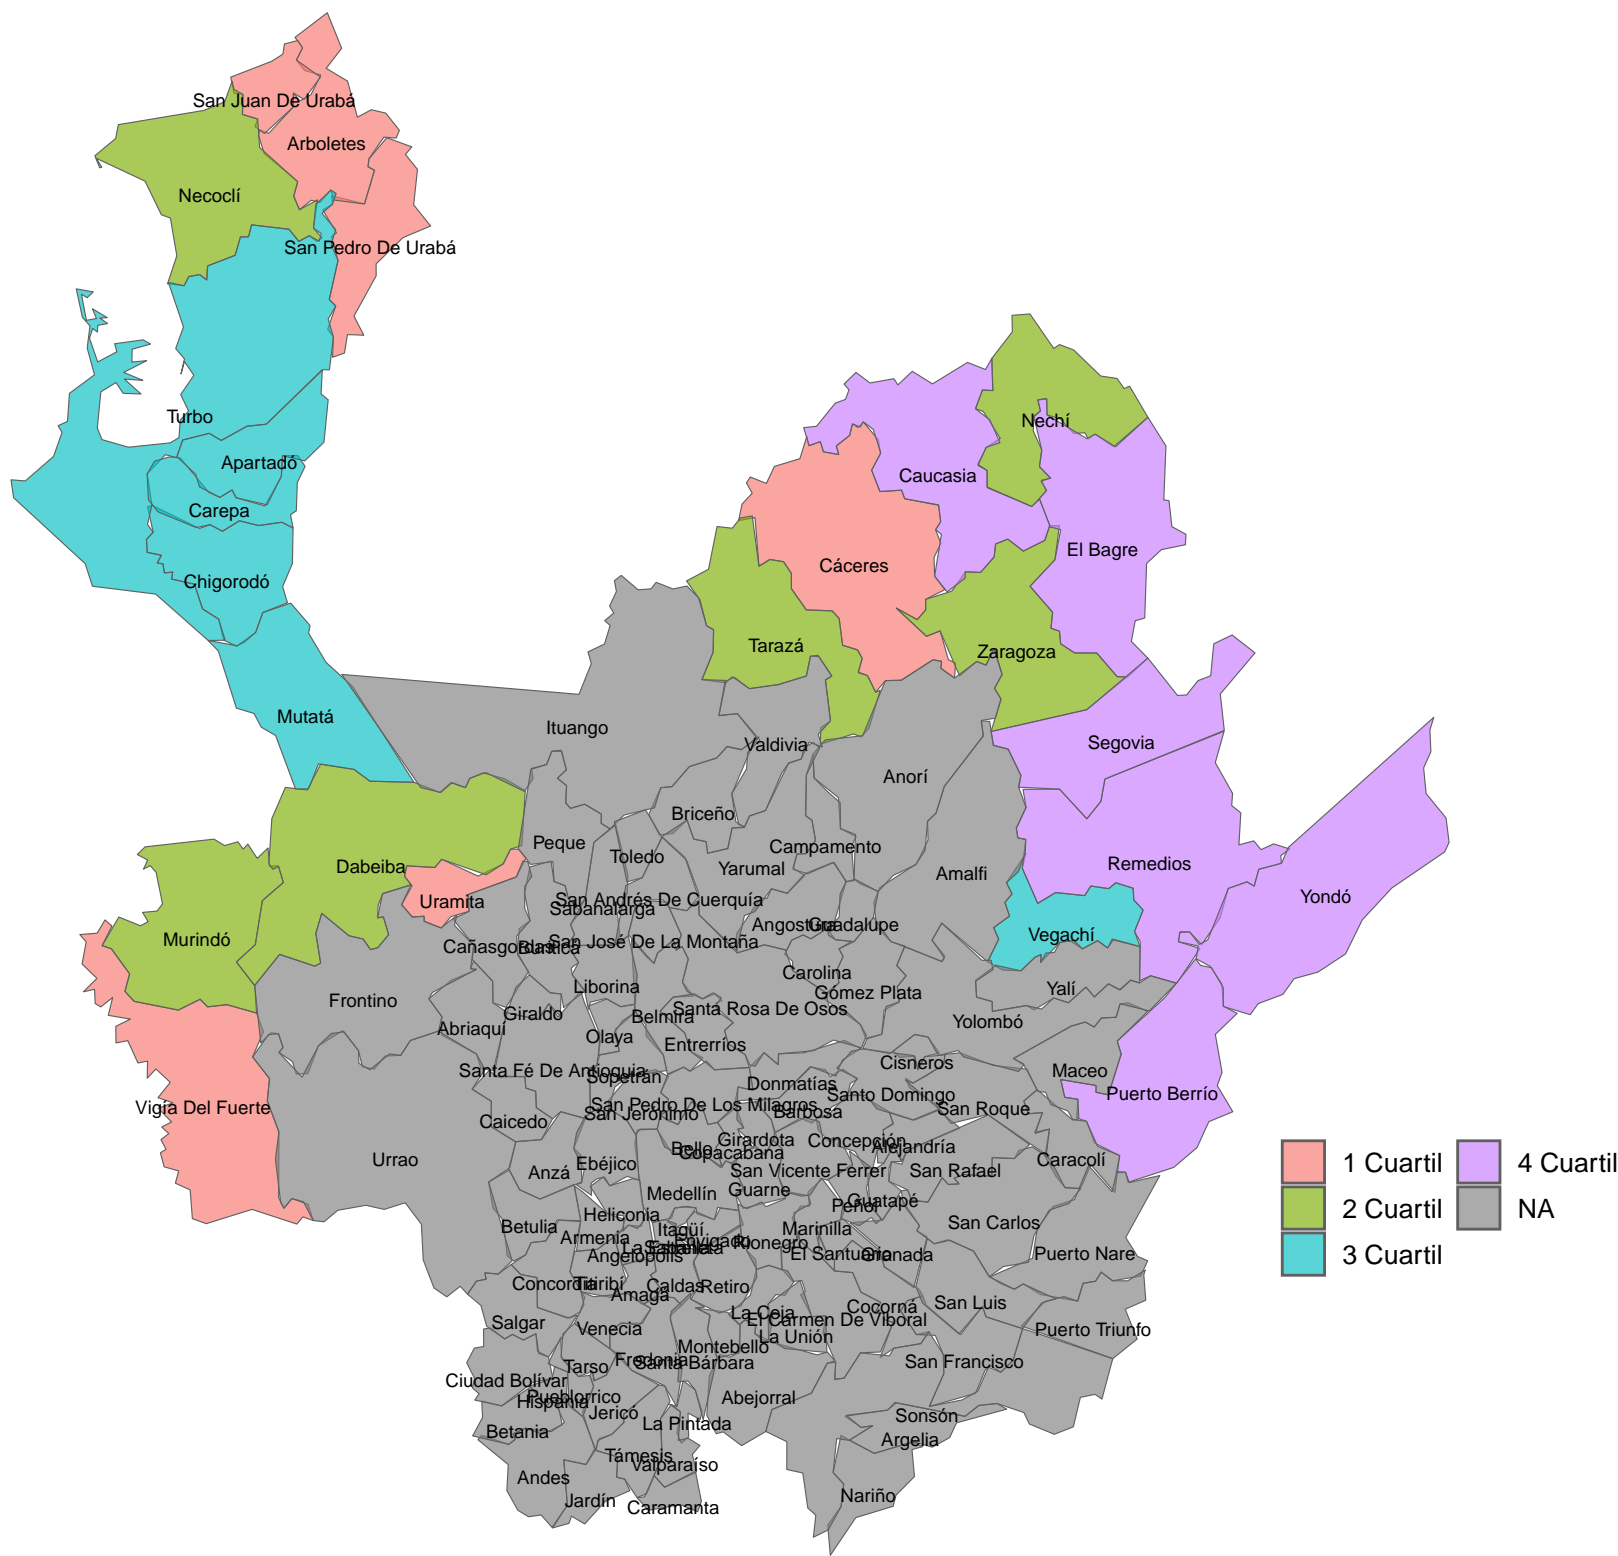 San Juan De Urabá
Arboletes
Necoclí
San Pedro De Urabá
Turbo
Nechí
Apartadó
Caucasia
Carepa
El Bagre
Cáceres
Chigorodó
Tarazá
Zaragoza
Mutatá
Ituango
Valdivia
Segovia
Anorí
Briceño
Peque
Campamento
Toledo
Remedios
Dabeiba
Yarumal
Amalfi
Yondó
Uramita
San Andrés De Cuerquía
Sabanalarga
Angostura
Guadalupe
Vegachí
Murindó
Cañasgordas
Buriticá
San José De La Montaña
Carolina
Liborina
Yalí
Gómez Plata
Frontino
Santa Rosa De Osos
Giraldo
Belmira
Yolombó
Abriaquí
Olaya
Entrerríos
Cisneros
Santa Fé De Antioquia
Maceo
Sopetrán
Donmatías
Santo Domingo
Puerto Berrío
San Pedro De Los Milagros
Vigía Del Fuerte
San Roque
Barbosa
San Jerónimo
Caicedo
Girardota
Concepción
Alejandría
Bello
Copacabana
Urrao
Caracolí
Ebéjico
Anzá
San Vicente Ferrer
San Rafael
Guarne
Medellín
Guatapé
Peñol
Heliconia
San Carlos
Betulia
Marinilla
Itagüí
Armenia
Envigado
Rionegro
La Estrella
Sabaneta
El Santuario
Granada
Puerto Nare
Angelópolis
Concordia
Titiribí
Caldas
Retiro
Amagá
San Luis
Cocorná
La Ceja
El Carmen De Viboral
Salgar
Venecia
Puerto Triunfo
La Unión
Montebello
Fredonia
Santa Bárbara
San Francisco
Tarso
Ciudad Bolívar
Pueblorrico
Abejorral
Hispania
Jericó
Sonsón
La Pintada
Betania
Argelia
Támesis
Valparaíso
Andes
Nariño
Jardín
Caramanta
1 Cuartil
2 Cuartil
3 Cuartil
4 Cuartil
NA